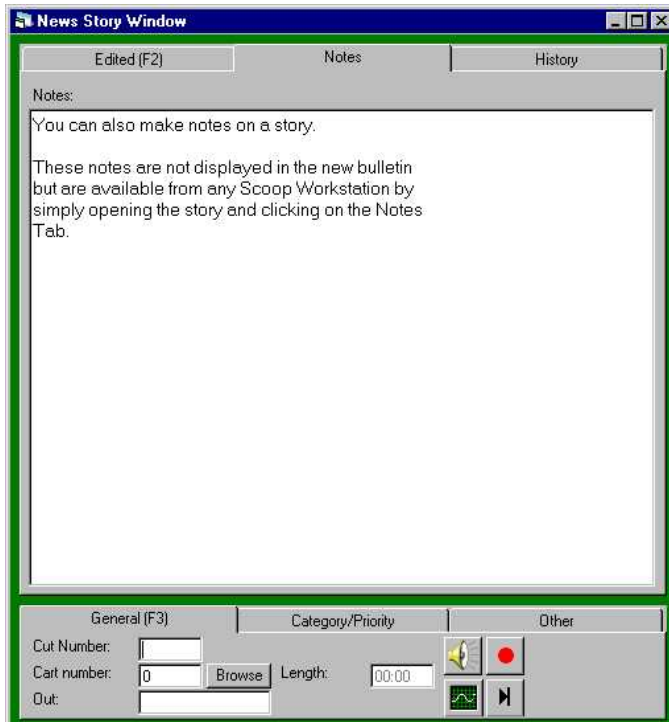 News Story Window
Edited (F2) Notes History
Notes:
You can also make notes on a story.
These notes are not displayed in the new bulletin
but are available from any Scoop Workstation by
simply opening the story and clicking on the Notes
Tab.
General (F3) Category/Priority Other
Cut Number:
Cart number: 0 Browse Length: 00:00
Out: